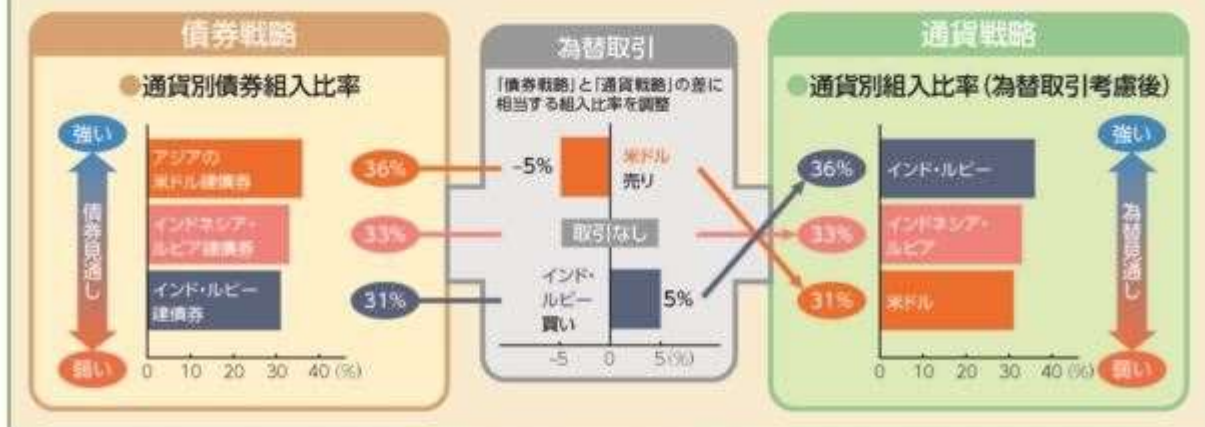 債券戦略
●通貨別債券組入比率
強い
債券見通し
弱い
アジアの
米ドル建債券
インドネシア・
ルピア建債券
インド・ルピー
建債券
0 10 20 30 40 (%)
36%
33%
31%
為替取引
「債券戦略」と「通貨戦略」の差に
相当する組入比率を調整
-5%
米ドル
売り
取引なし
インド・
ルピー
買い
5%
-5 0 5(%)
通貨戦略
●通貨別組入比率(為替取引考慮後)
36%
33%
31%
インド・ルピー
インドネシア・
ルピア
米ドル
0 10 20 30 40 (%)
強い
為替見通し
弱い